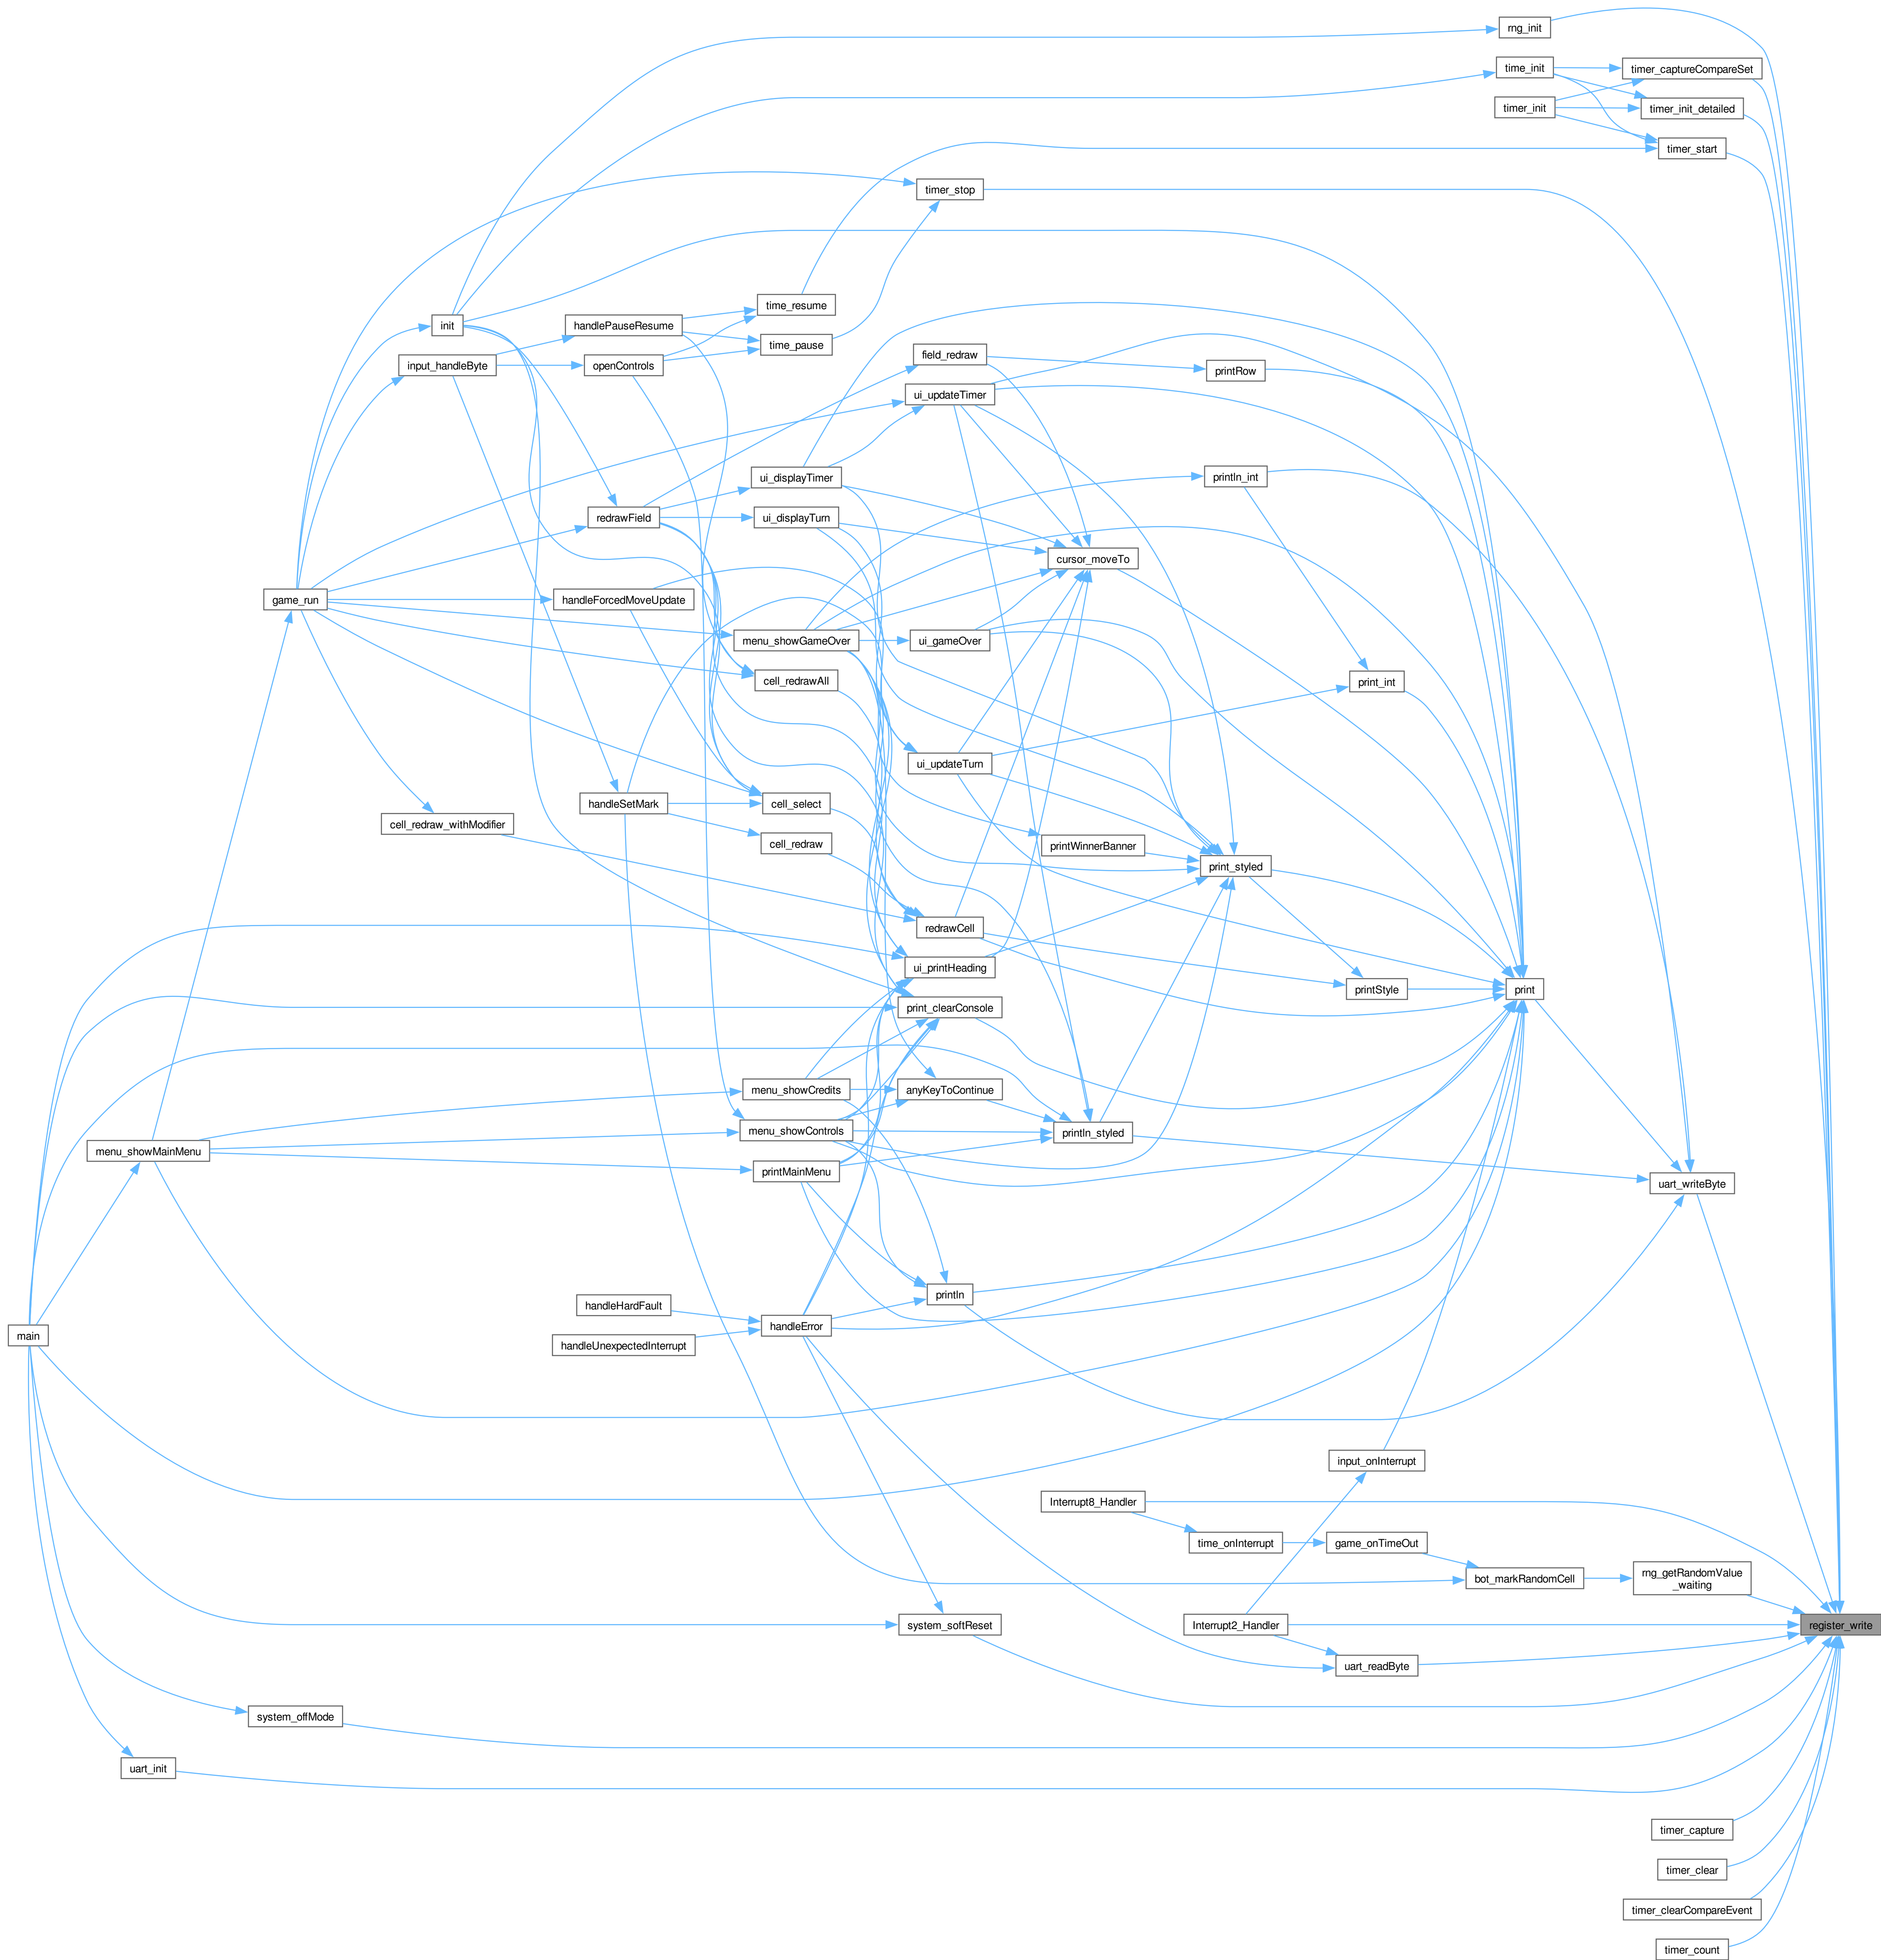 rng_init
time_init
timer_captureCompareSet
timer_init
timer_init_detailed
timer_start
timer_stop
time_resume
init
handlePauseResume
time_pause
field_redraw
input_handleByte
openControls
printRow
ui_updateTimer
ui_displayTimer
println_int
redrawField
ui_displayTurn
cursor_moveTo
game_run
handleForcedMoveUpdate
menu_showGameOver
ui_gameOver
cell_redrawAll
print_int
ui_updateTurn
handleSetMark
cell_select
cell_redraw_withModifier
cell_redraw
printWinnerBanner
print_styled
redrawCell
ui_printHeading
printStyle
print
print_clearConsole
menu_showCredits
anyKeyToContinue
menu_showControls
println_styled
menu_showMainMenu
printMainMenu
uart_writeByte
println
handleHardFault
main
handleError
handleUnexpectedInterrupt
input_onInterrupt
Interrupt8_Handler
time_onInterrupt
game_onTimeOut
bot_markRandomCell
rng_getRandomValue
_waiting
system_softReset
Interrupt2_Handler
register_write
uart_readByte
system_offMode
uart_init
timer_capture
timer_clear
timer_clearCompareEvent
timer_count